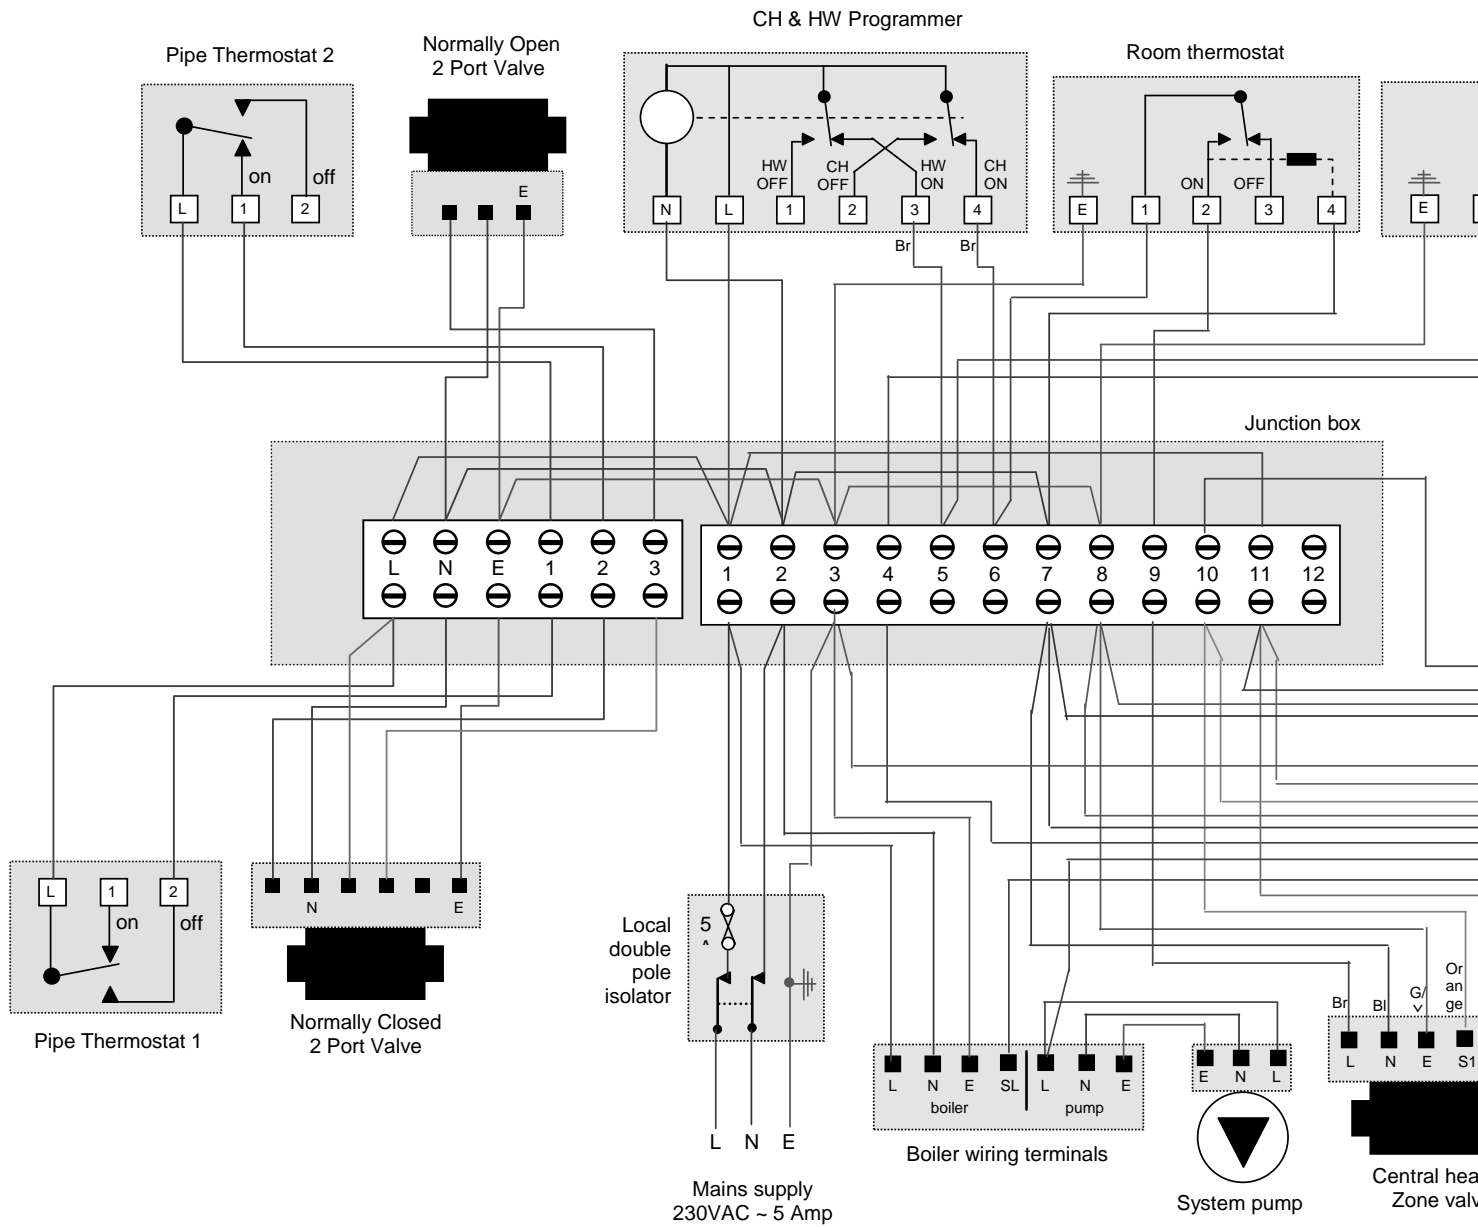 CH & HW Programmer
Pipe Thermostat 2
Normally Open
2 Port Valve
Room thermostat
on
off
L
1
2
E
HW
OFF
CH
OFF
HW
ON
CH
ON
N
L
1
2
3
4
Br
Br
ON
OFF
E
1
2
3
4
E
Junction box
L
N
E
1
2
3
1
2
3
4
5
6
7
8
9
10
11
12
L
1
2
on
off
Pipe Thermostat 1
N
E
Normally Closed
2 Port Valve
Local
double
pole
isolator
5
L
N
E
Mains supply
230VAC ~ 5 Amp
L
N
E
SL
L
N
E
boiler
pump
Boiler wiring terminals
E
N
L
System pump
Br
Bl
G/
Or
an
ge
L
N
E
S1
Central hea
Zone valv